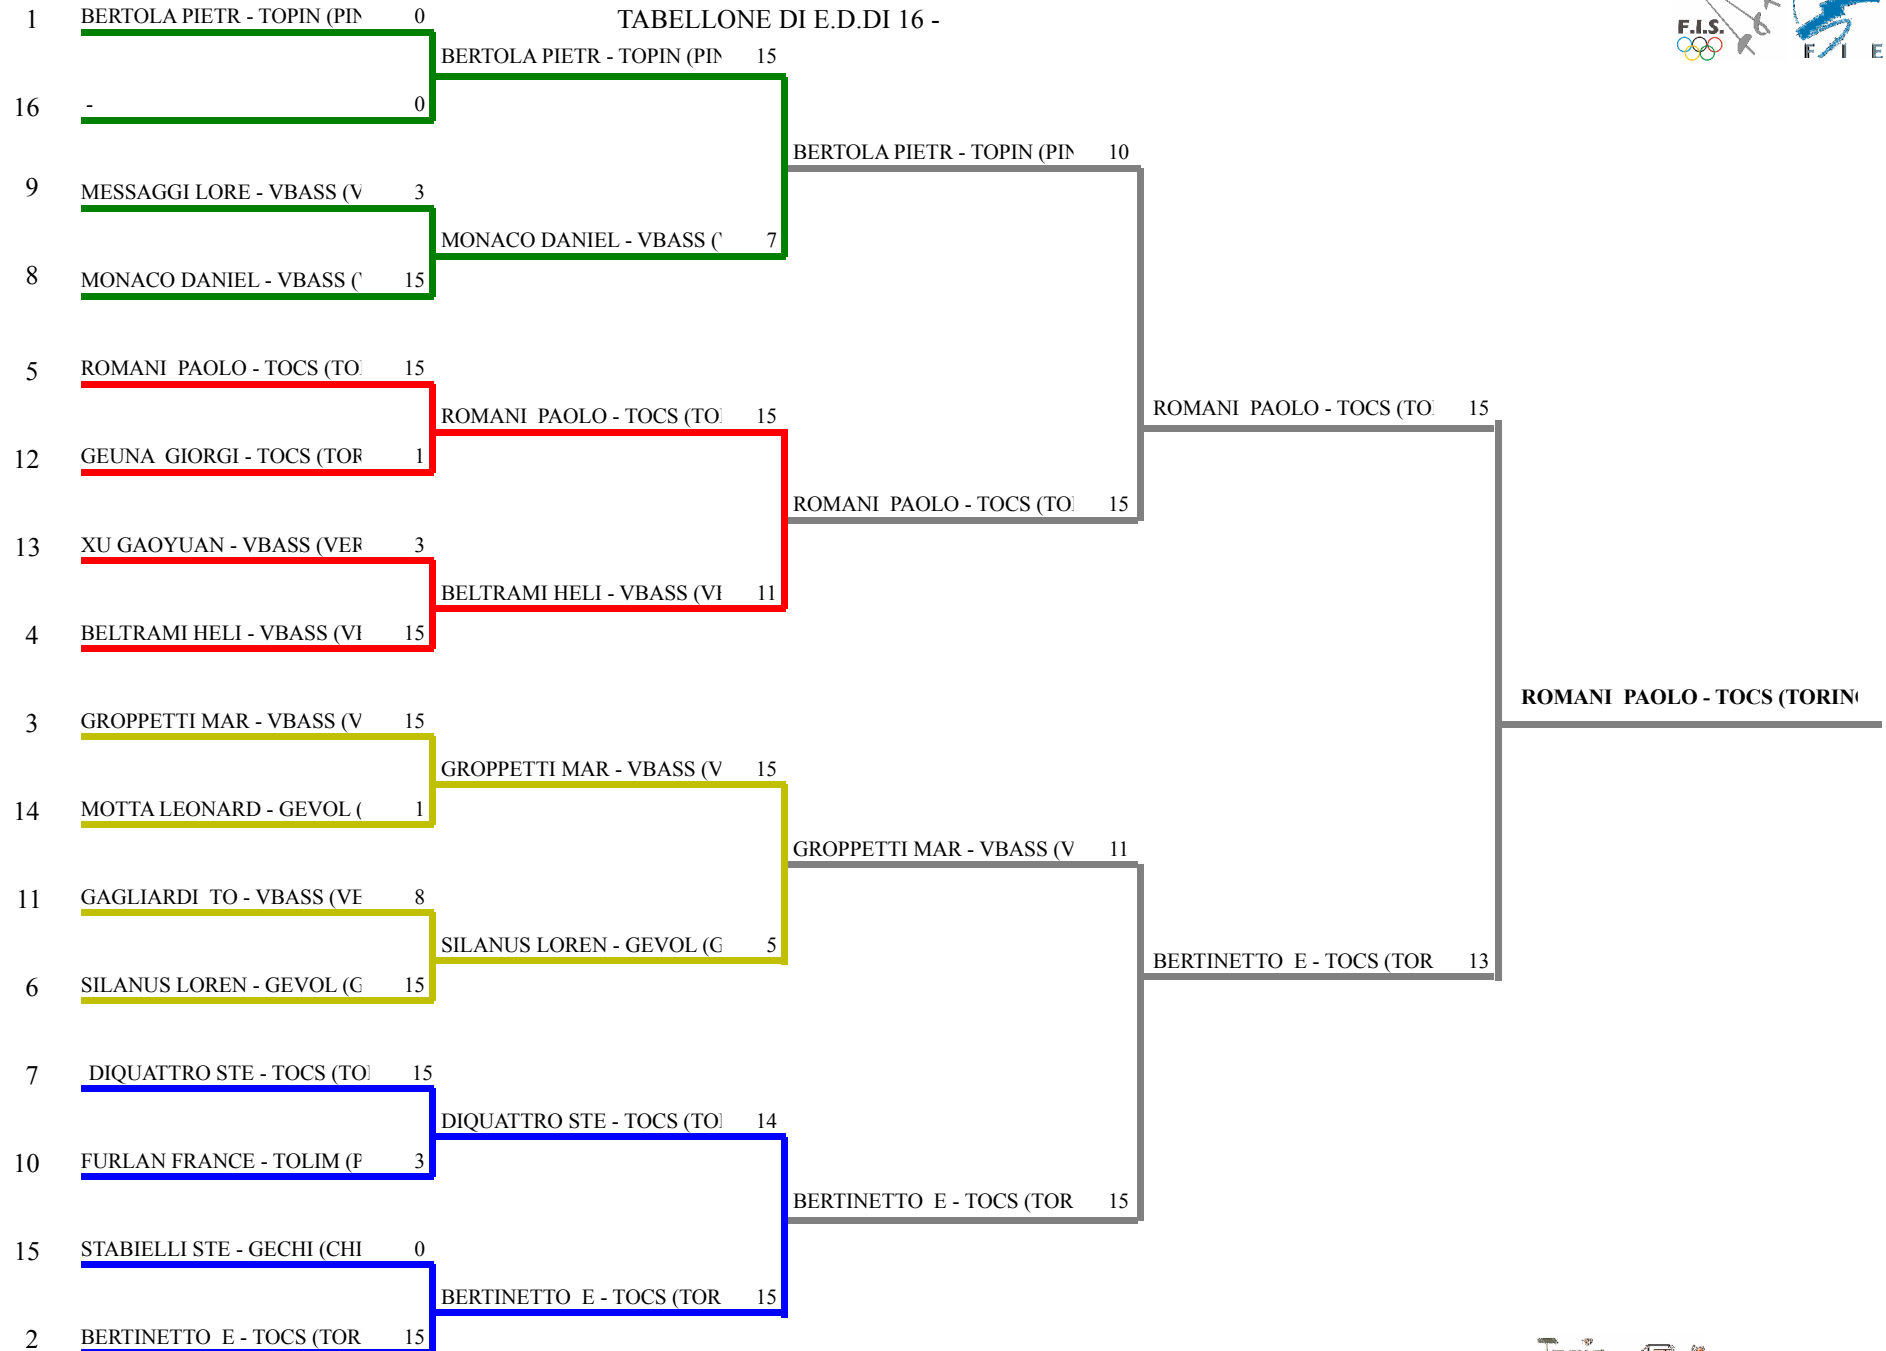 TABELLONE DI E.D.DI 16 -
F.I.S.
F I E
1 BERTOLA PIETR - TOPIN (PIN 0
BERTOLA PIETR - TOPIN (PIN 15
16 - 0
BERTOLA PIETR - TOPIN (PIN 10
9 MESSAGGI LORE - VBASS (V 3
MONACO DANIEL - VBASS ( 7
8 MONACO DANIEL - VBASS ( 15
5 ROMANI PAOLO - TOCS (TO 15
ROMANI PAOLO - TOCS (TO 15
ROMANI PAOLO - TOCS (TO 15
12 GEUNA GIORGI - TOCS (TOR 1
ROMANI PAOLO - TOCS (TO 15
13 XU GAOYUAN - VBASS (VER 3
BELTRAMI HELI - VBASS (VE 11
4 BELTRAMI HELI - VBASS (VE 15
ROMANI PAOLO - TOCS (TORINO
3 GROPPETTI MAR - VBASS (V 15
GROPPETTI MAR - VBASS (V 15
14 MOTTA LEONARD - GEVOL ( 1
GROPPETTI MAR - VBASS (V 11
11 GAGLIARDI TO - VBASS (VE 8
SILANUS LOREN - GEVOL (G 5
BERTINETTO E - TOCS (TOR 13
6 SILANUS LOREN - GEVOL (G 15
7 DIQUATTRO STE - TOCS (TO 15
DIQUATTRO STE - TOCS (TO 14
10 FURLAN FRANCE - TOLIM (P 3
BERTINETTO E - TOCS (TOR 15
15 STABIELLI STE - GECHI (CHI 0
BERTINETTO E - TOCS (TOR 15
2 BERTINETTO E - TOCS (TOR 15